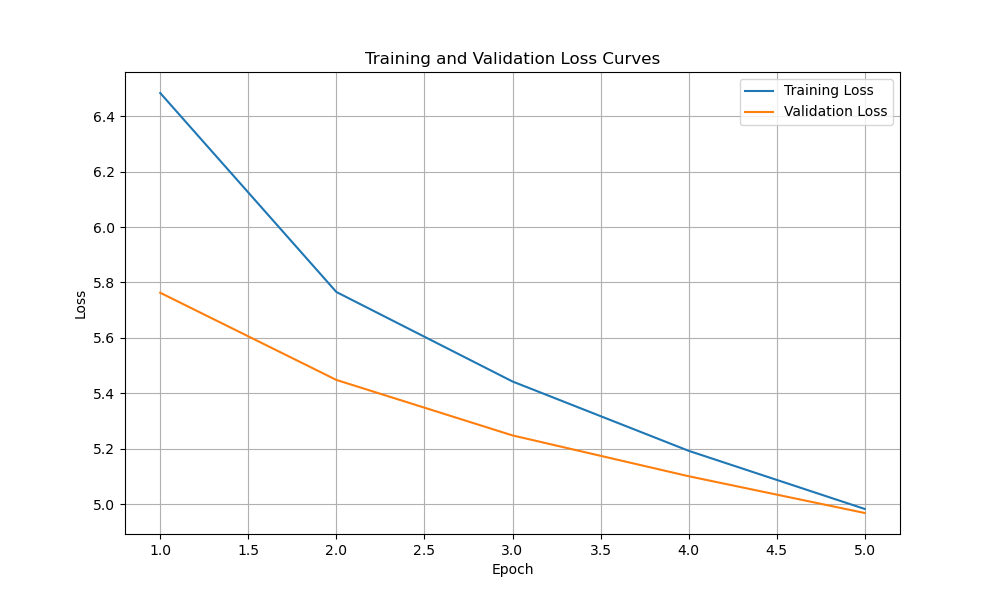 Training and Validation Loss Curves
Training Loss
Validation Loss
6.4
6.2
6.0
5.8
5.6
5.4
5.2
5.0
Loss
1.0 1.5 2.0 2.5 3.0 3.5 4.0 4.5 5.0
Epoch